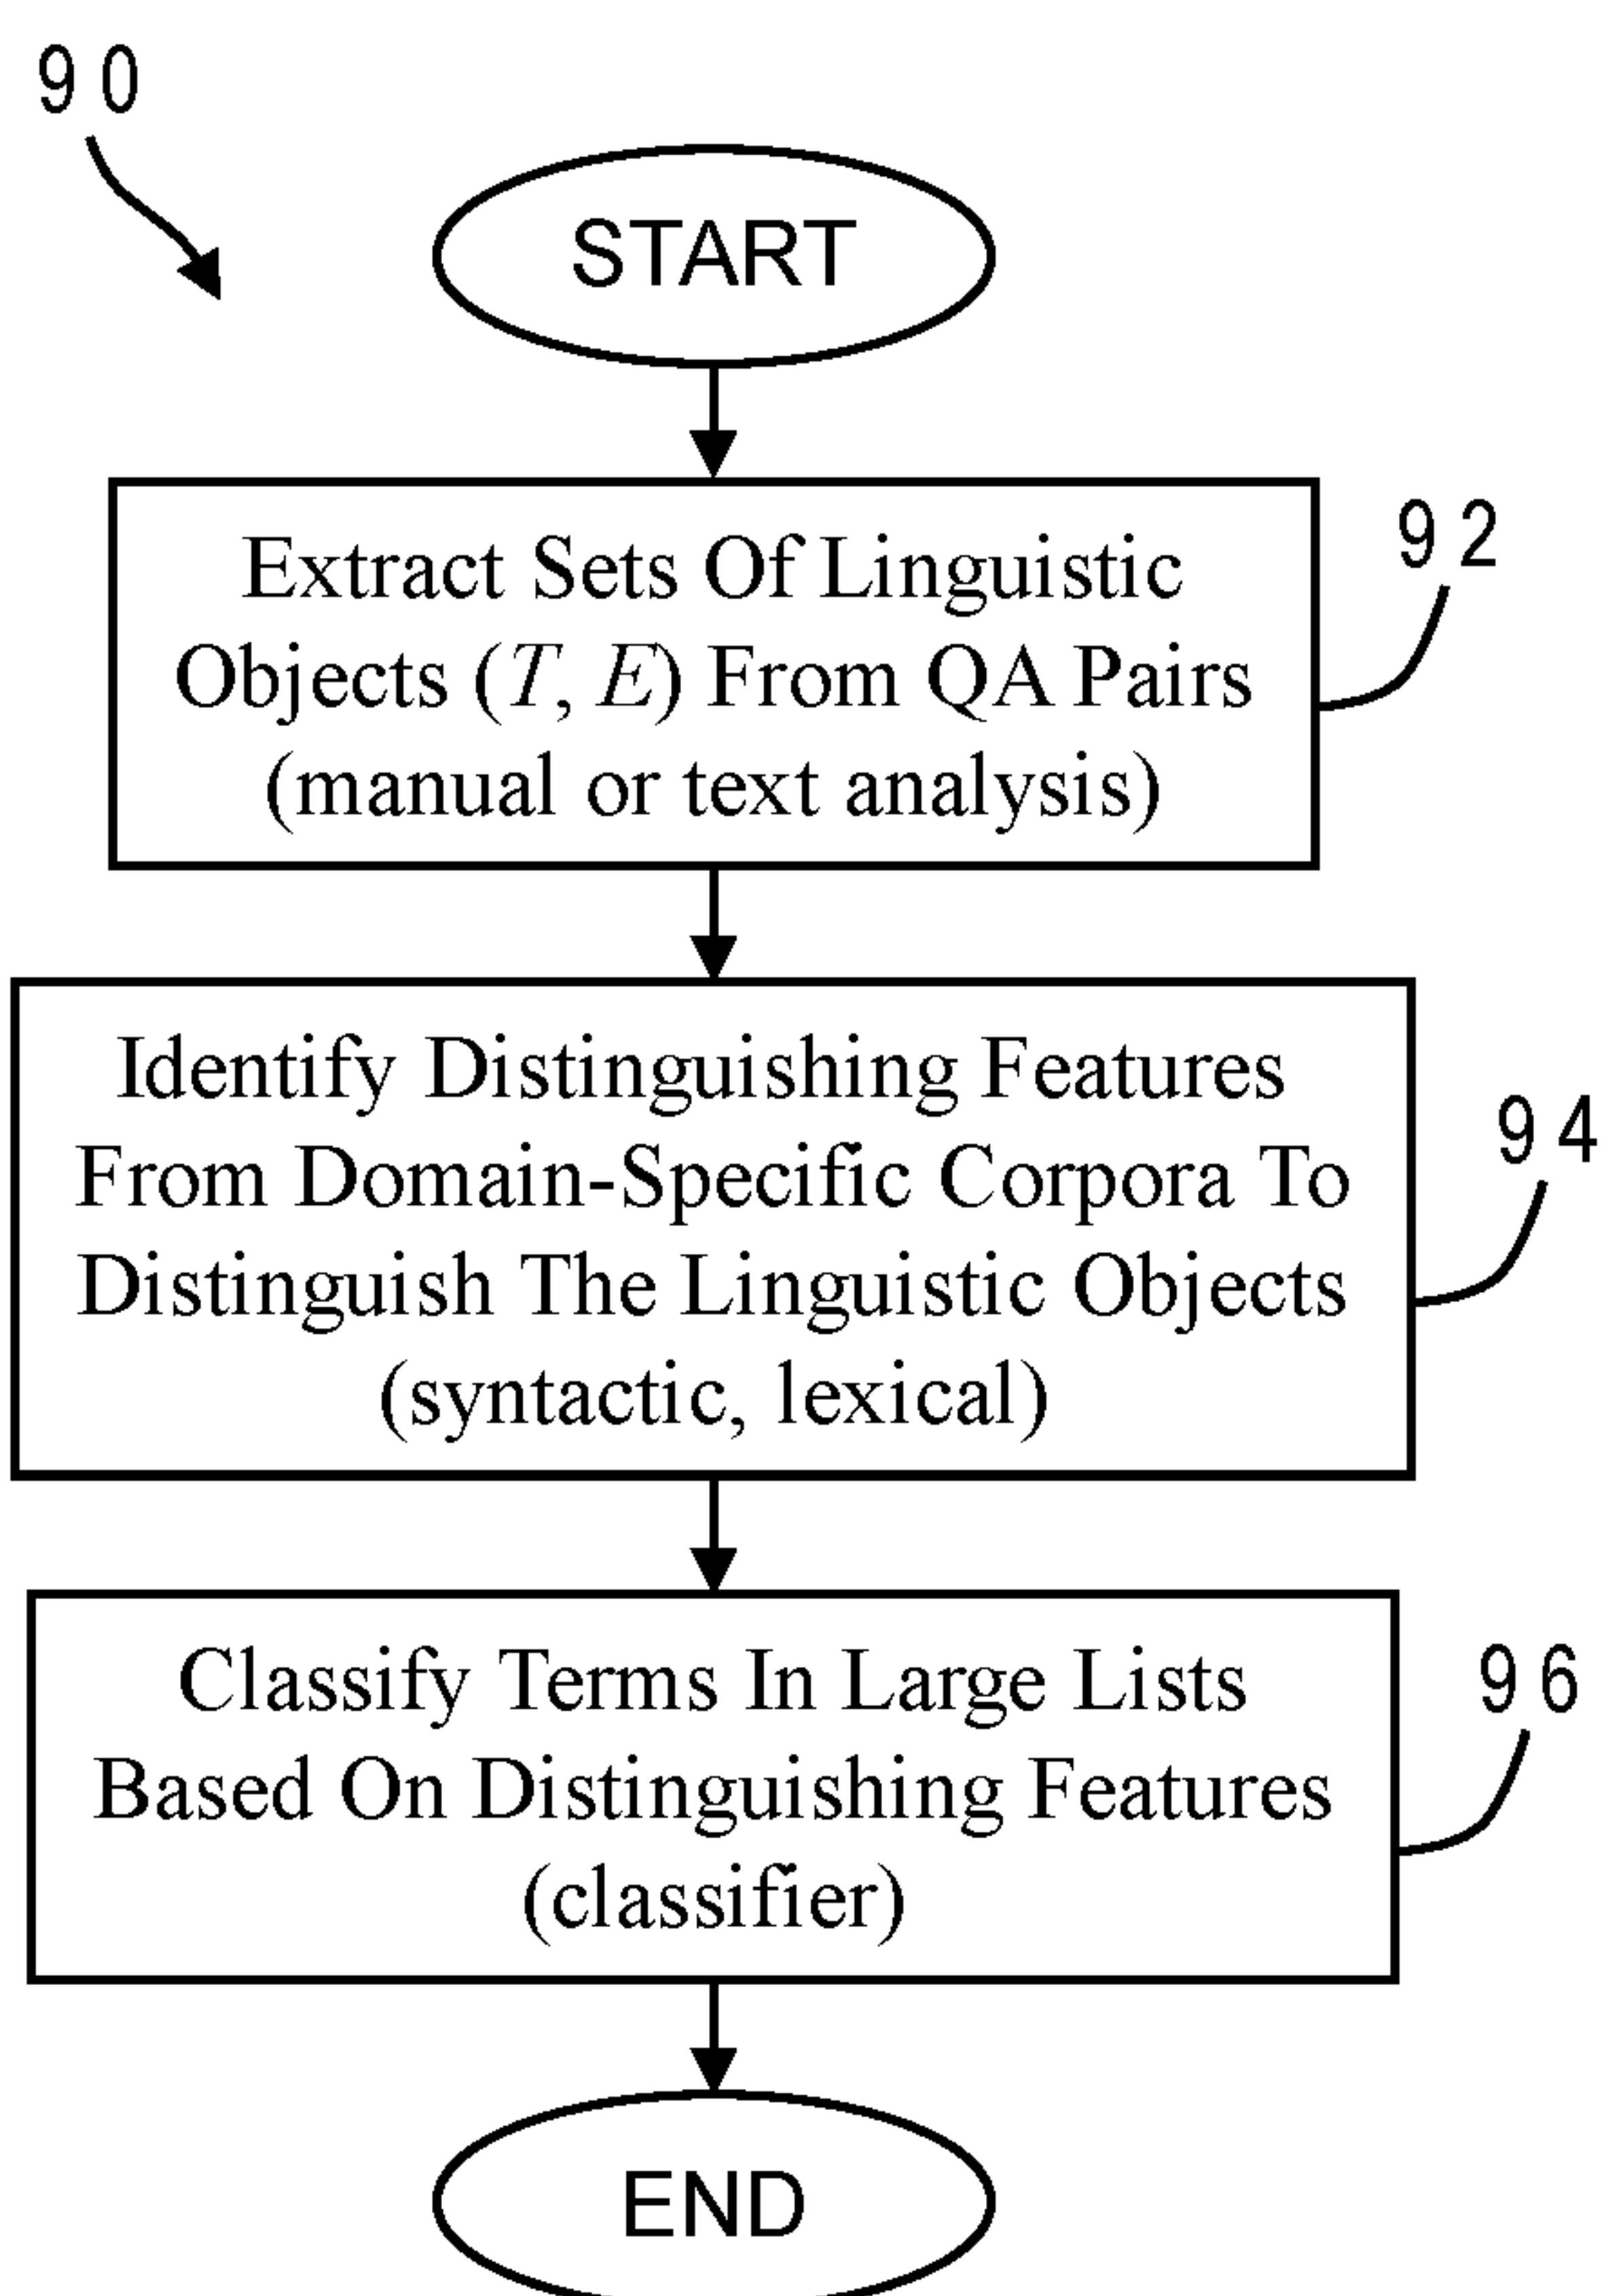 90
START
Extract Sets Of Linguistic
Objects (T, E) From QA Pairs
(manual or text analysis)
92
Identify Distinguishing Features
From Domain-Specific Corpora To
Distinguish The Linguistic Objects
(syntactic, lexical)
94
Classify Terms In Large Lists
Based On Distinguishing Features
(classifier)
96
END